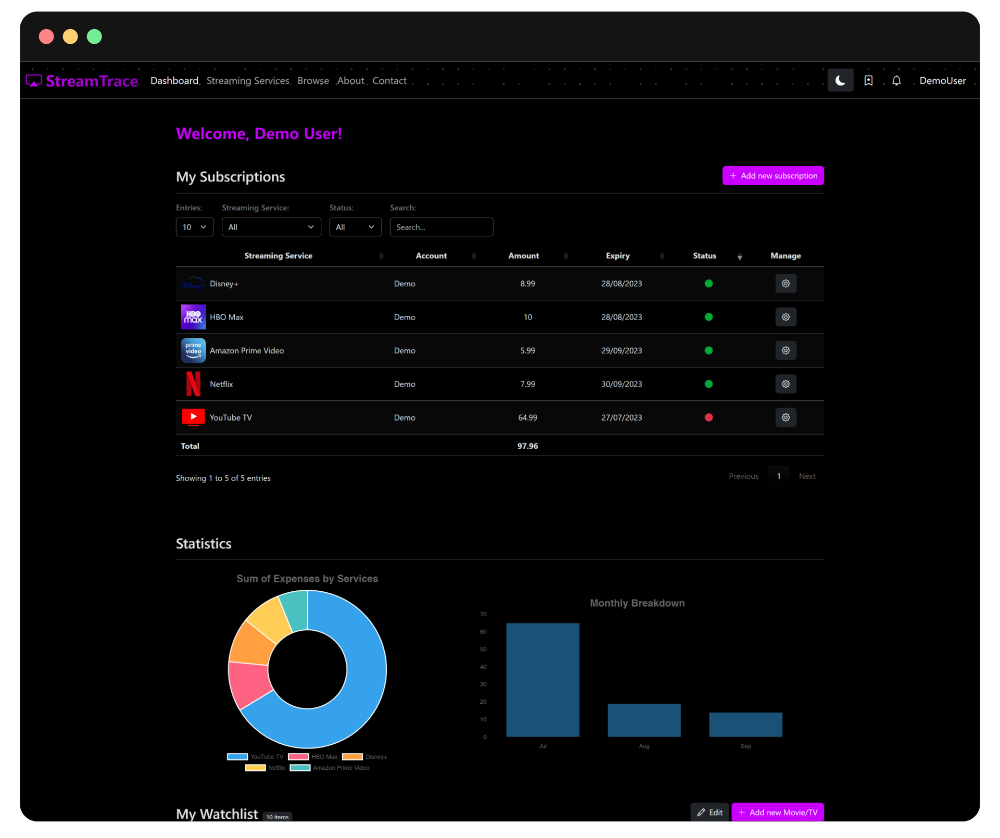 StreamTrace Dashboard Streaming Services Browse About Contact DemoUser
Welcome, Demo User!
My Subscriptions + Add new subscription
Entries: Streaming Service: Status: Search:
10 All All Search...
Streaming Service Account Amount Expiry Status Manage
Disney+ Disney+ Demo 8.99 28/08/2023
HBO max HBO Max Demo 10 28/08/2023
prime video Amazon Prime Video Demo 5.99 29/09/2023
N Netflix Demo 7.99 30/09/2023
YouTube TV Demo 64.99 27/07/2023
Total 97.96
Showing 1 to 5 of 5 entries Previous 1 Next
Statistics
Sum of Expenses by Services
Monthly Breakdown
70
60
50
40
30
20
10
0
Jul Aug Sep
YouTube TV HBO Max Disney+
Netflix Amazon Prime Video
My Watchlist 10 items Edit + Add new Movie/TV